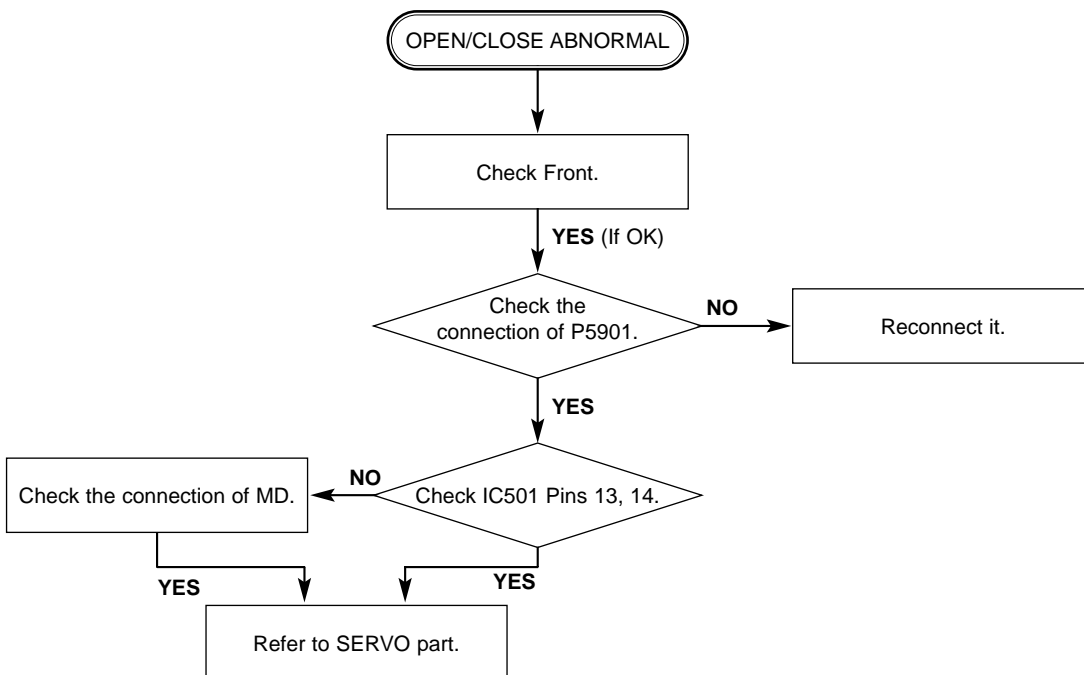 OPEN/CLOSE ABNORMAL
Check Front.
YES (If OK)
Check the
connection of P5901.
NO
Reconnect it.
YES
Check IC501 Pins 13, 14.
NO
Check the connection of MD.
YES
YES
Refer to SERVO part.